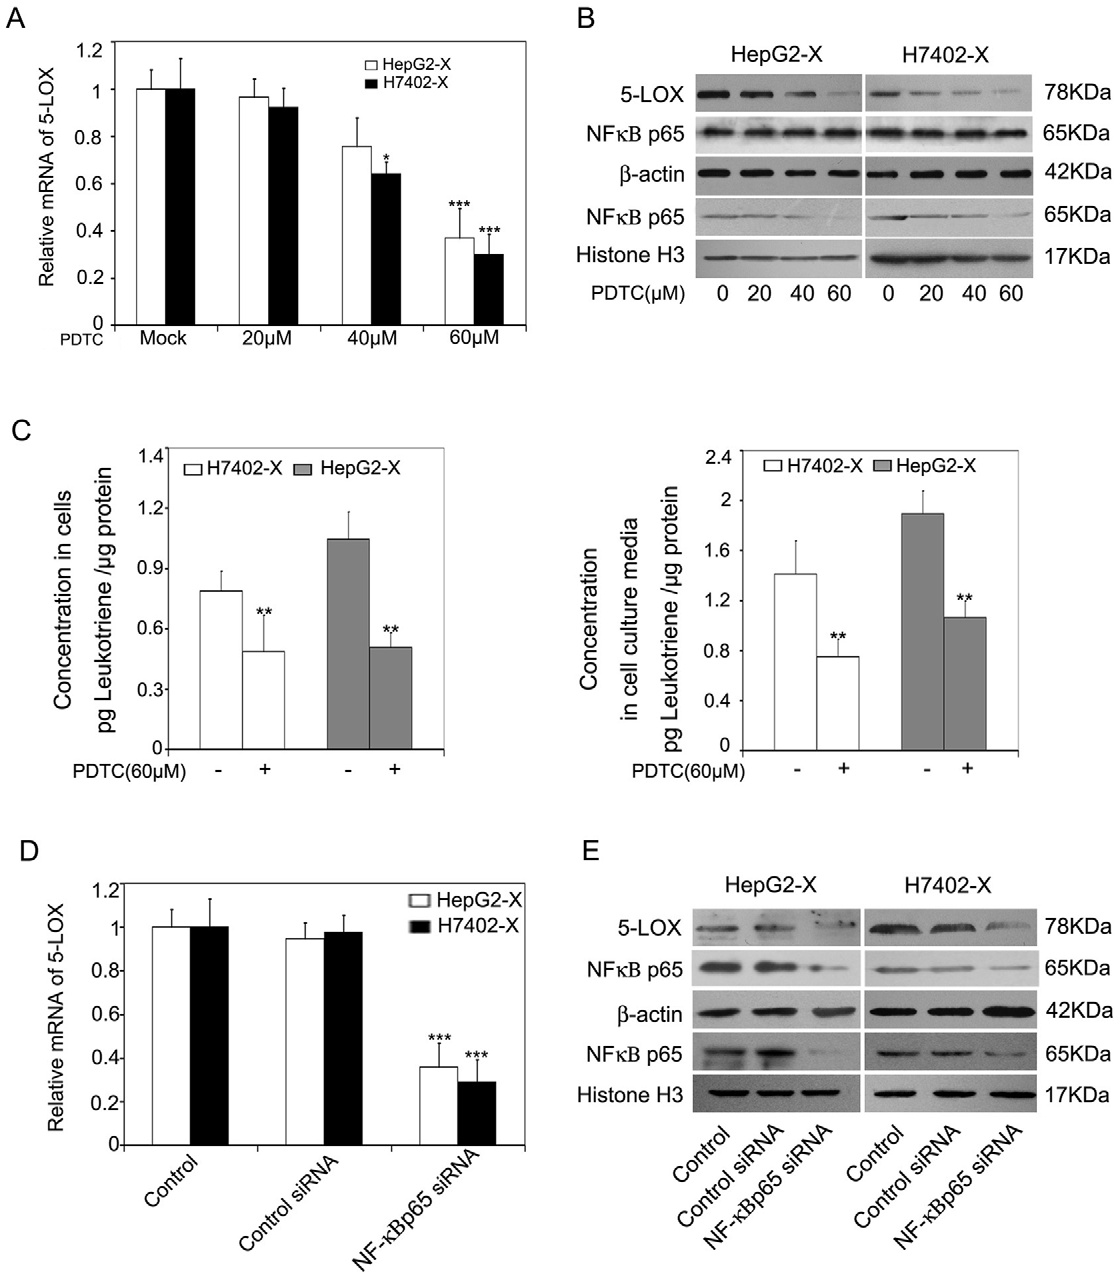 A
Relative mRNA of 5-LOX
1.2
1
0.8
0.6
0.4
0.2
0
HepG2-X
H7402-X
*
***
***
PDTC
Mock
20µM
40µM
60µM
B
HepG2-X
H7402-X
5-LOX
78KDa
NFκB p65
65KDa
β-actin
42KDa
NFκB p65
65KDa
Histone H3
17KDa
PDTC(µM)
0
20
40
60
0
20
40
60
C
Concentration in cells
pg Leukotriene /µg protein
1.4
1.2
0.9
0.6
0.3
0
H7402-X
HepG2-X
**
**
PDTC(60µM)
-
+
-
+
Concentration
in cell culture media
pg Leukotriene /µg protein
2.4
2
1.6
1.2
0.8
0.4
0
H7402-X
HepG2-X
**
**
PDTC(60µM)
-
+
-
+
D
Relative mRNA of 5-LOX
1.2
1
0.8
0.6
0.4
0.2
0
HepG2-X
H7402-X
***
***
Control
Control siRNA
NF-κBp65 siRNA
E
HepG2-X
H7402-X
5-LOX
78KDa
NFκB p65
65KDa
β-actin
42KDa
NFκB p65
65KDa
Histone H3
17KDa
Control
Control siRNA
NF-κBp65 siRNA
Control
Control siRNA
NF-κBp65 siRNA